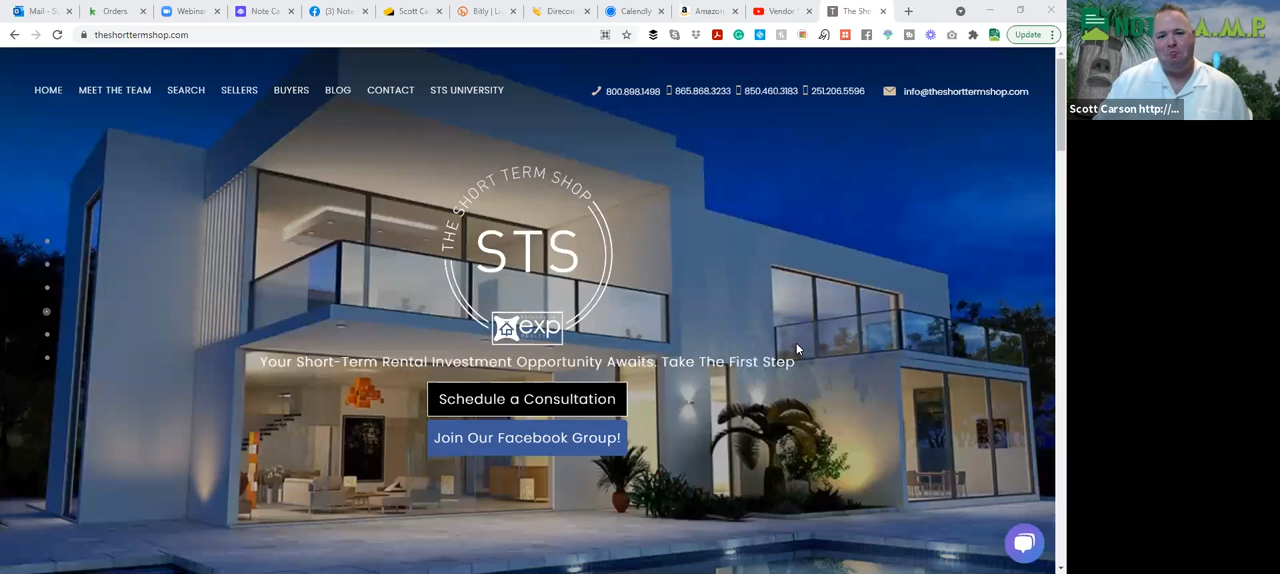 Mail - S
Orders
Webinar
Note Ca
(3) Note
Scott Ca
Bitly | Li
Direcon
Calendly
Amazon
Vendor
The Sho
theshorttermshop.com
Update
HOME
MEET THE TEAM
SEARCH
SELLERS
BUYERS
BLOG
CONTACT
STS UNIVERSITY
800.898.1498
865.868.3233
850.460.3183
251.206.5596
info@theshorttermshop.com
THE SHORT TERM SHOP
STS
exp
Your Short-Term Rental Investment Opportunity Awaits. Take The First Step
Schedule a Consultation
Join Our Facebook Group!
Scott Carson http://...